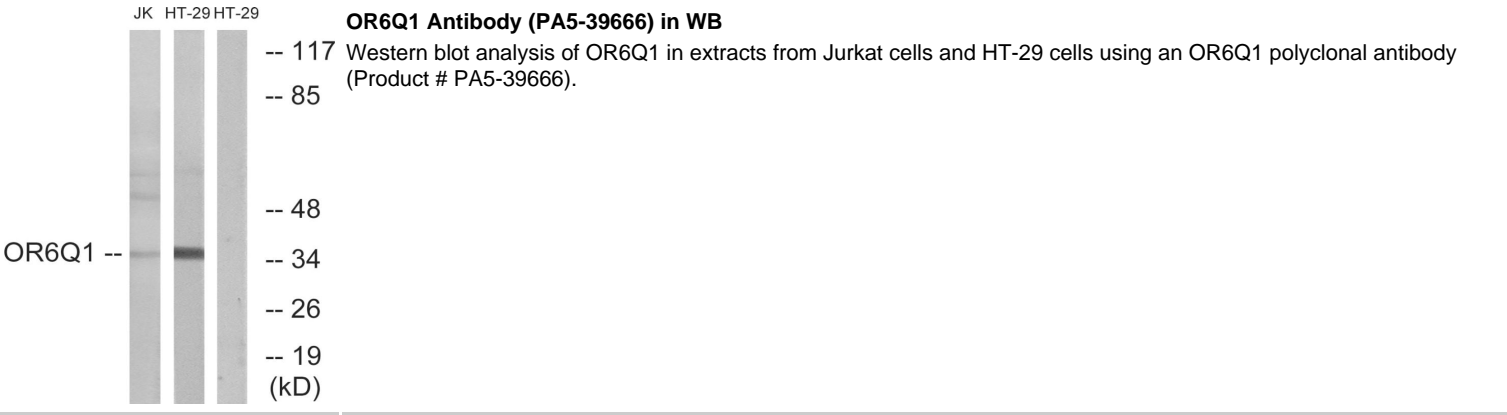 JK HT-29 HT-29
OR6Q1 Antibody (PA5-39666) in WB
Western blot analysis of OR6Q1 in extracts from Jurkat cells and HT-29 cells using an OR6Q1 polyclonal antibody
(Product # PA5-39666).
-- 117
-- 85
-- 48
OR6Q1 --
-- 34
-- 26
-- 19
(kD)